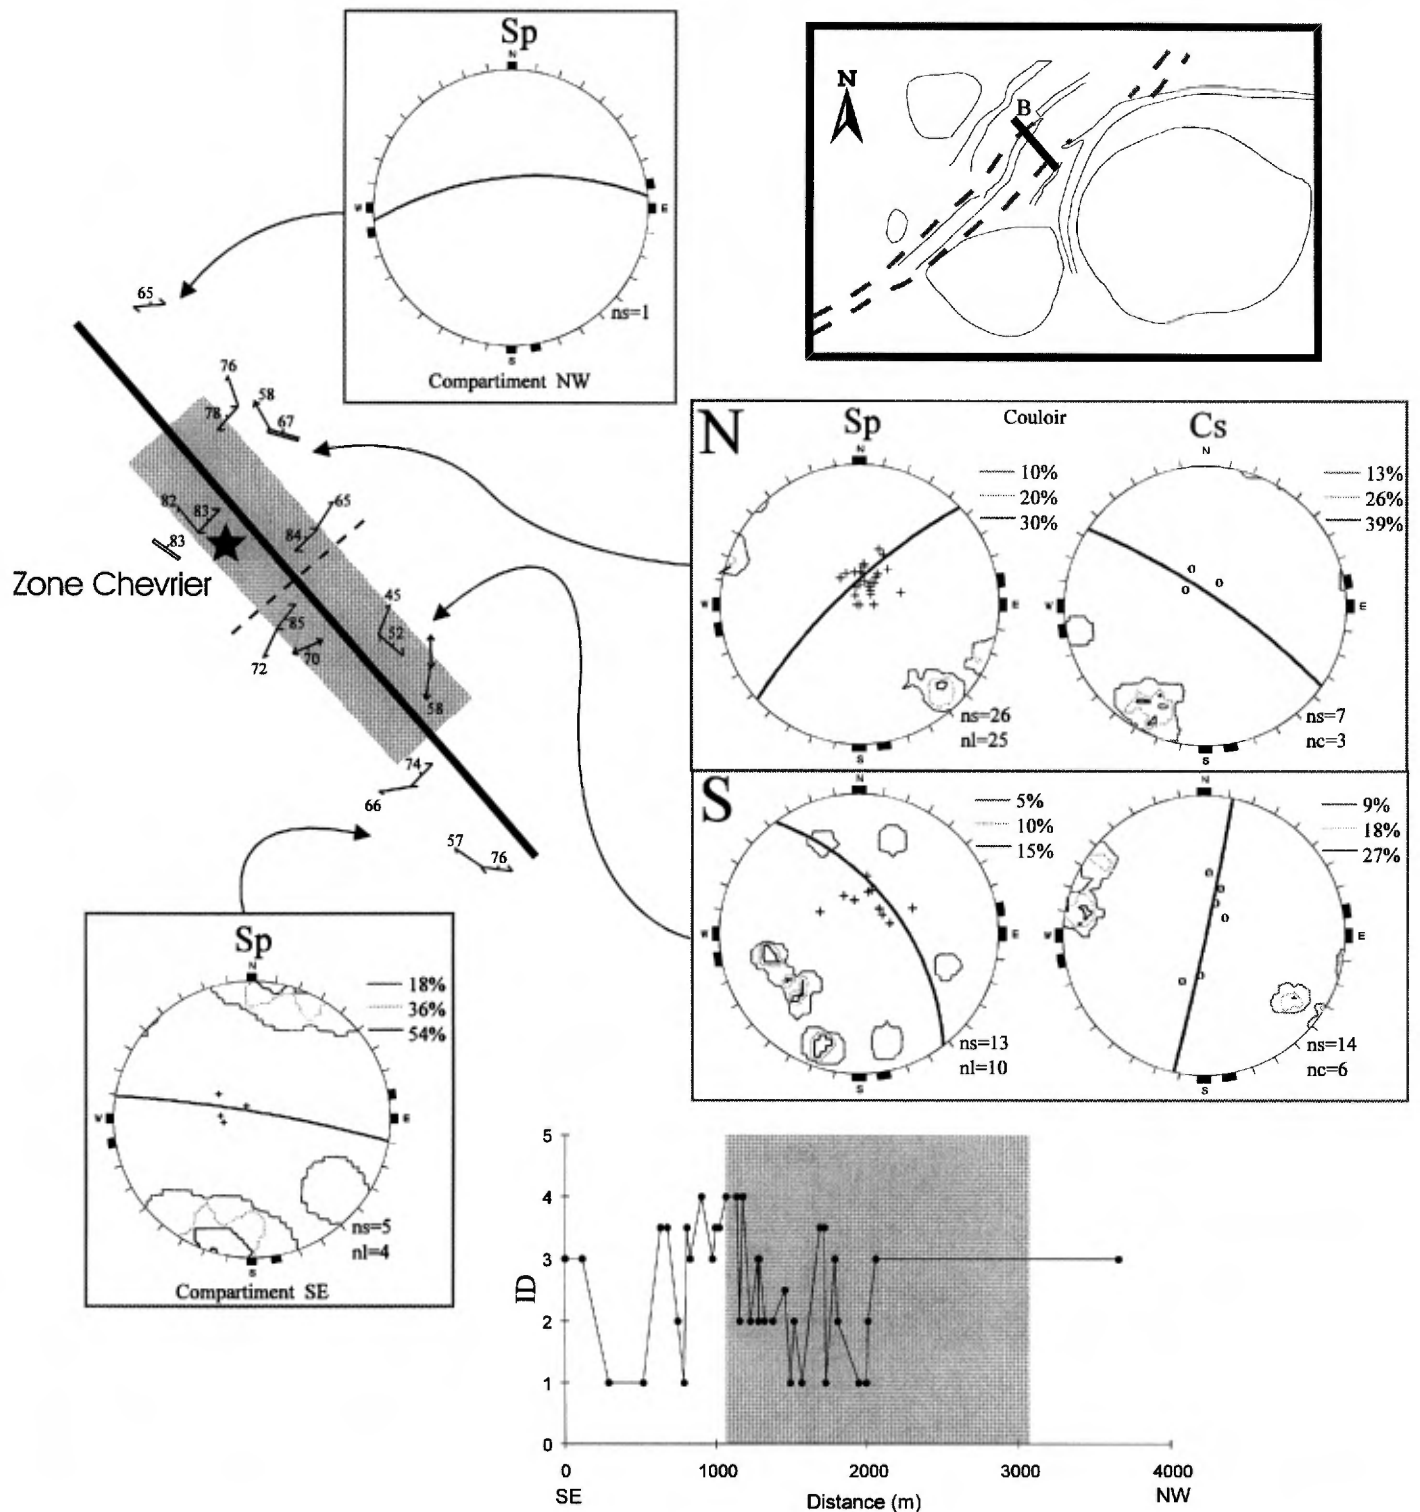 Sp
N
W
E
S
ns=1
Compartiment NW
N
B
65
76
78
58
67
82
83
83
65
84
Zone Chevrier
45
52
85
72
70
58
74
66
57
76
N
Sp
Couloir
Cs
N
W
E
S
10%
20%
30%
ns=26
nl=25
N
W
E
S
13%
26%
39%
ns=7
nc=3
S
N
W
E
S
5%
10%
15%
ns=13
nl=10
N
W
E
S
9%
18%
27%
ns=14
nc=6
Sp
N
W
E
S
18%
36%
54%
ns=5
nl=4
Compartiment SE
5
4
3
2
1
0
ID
0 1000 2000 3000 4000
SE NW
Distance (m)